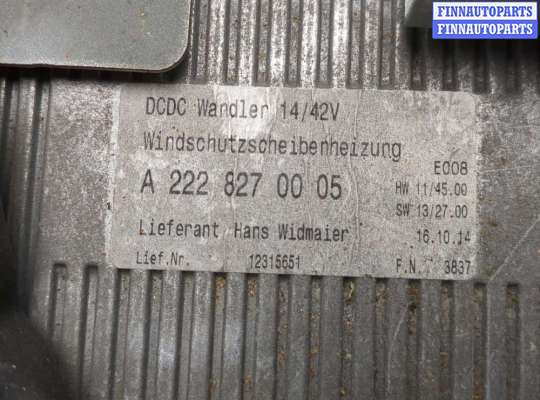 FINNAUTOPARTS
FINNAUTOPARTS
DCDC Wandler 14/42V
Windschutzscheibenheizung
E008
A 222 827 00 05
HW 11/45.00
SW 13/27.00
Lieferant Hans Widmaier
16.10.14
Lief.Nr. 12315651 F.N. 3837